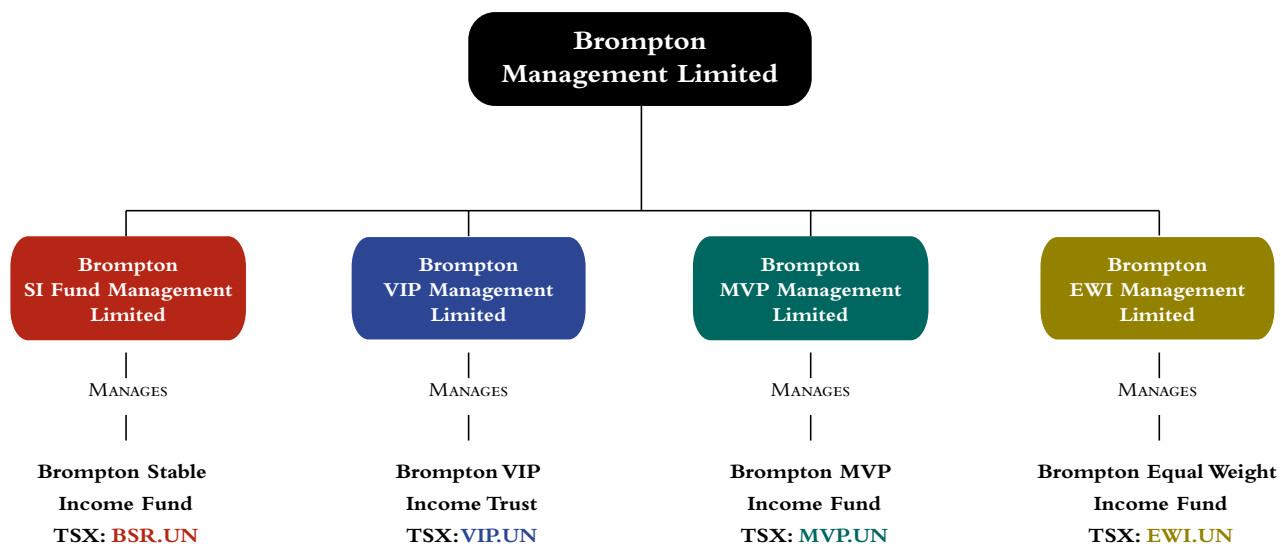 Brompton
Management Limited
Brompton
SI Fund Management
Limited
Brompton
VIP Management
Limited
Brompton
MVP Management
Limited
Brompton
EWI Management
Limited
Manages
Manages
Manages
Manages
Brompton Stable
Income Fund
TSX: BSR.UN
Brompton VIP
Income Trust
TSX: VIP.UN
Brompton MVP
Income Fund
TSX: MVP.UN
Brompton Equal Weight
Income Fund
TSX: EWI.UN